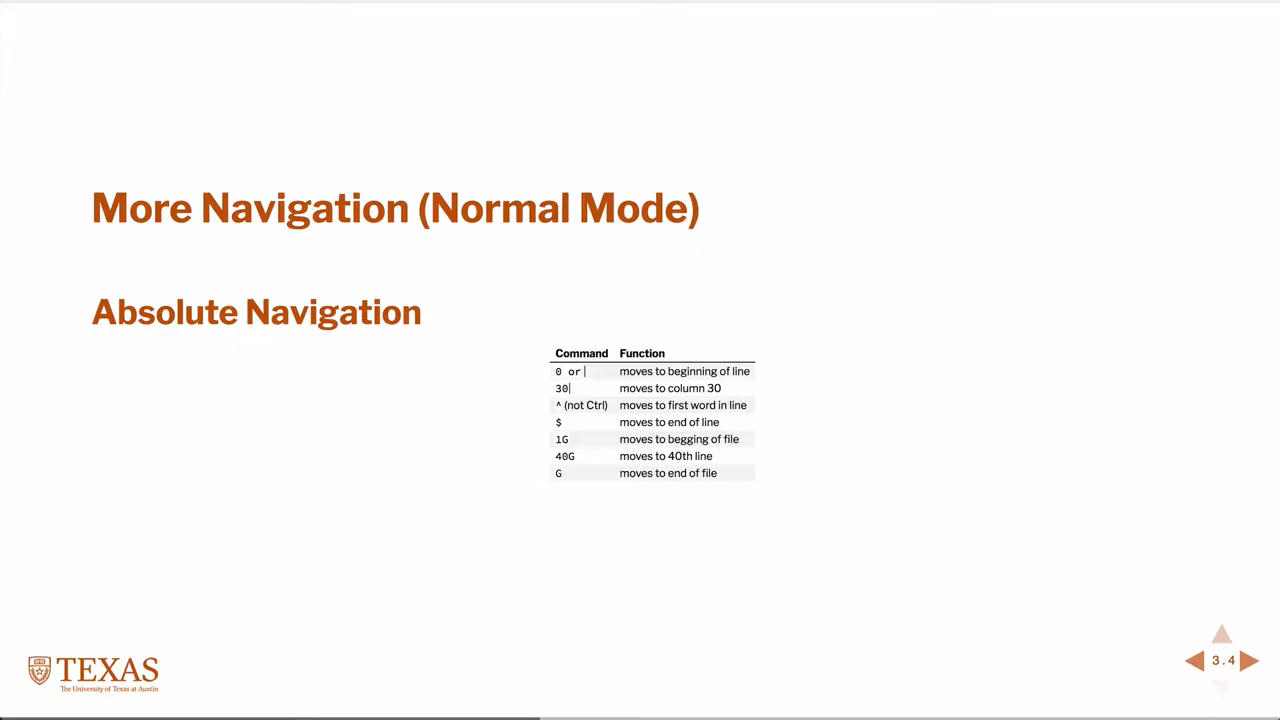 More Navigation (Normal Mode)
Absolute Navigation
Command Function
0 or | moves to beginning of line
30| moves to column 30
^ (not Ctrl) moves to first word in line
$ moves to end of line
1G moves to begging of file
40G moves to 40th line
G moves to end of file
TEXAS
The University of Texas at Austin
3.4